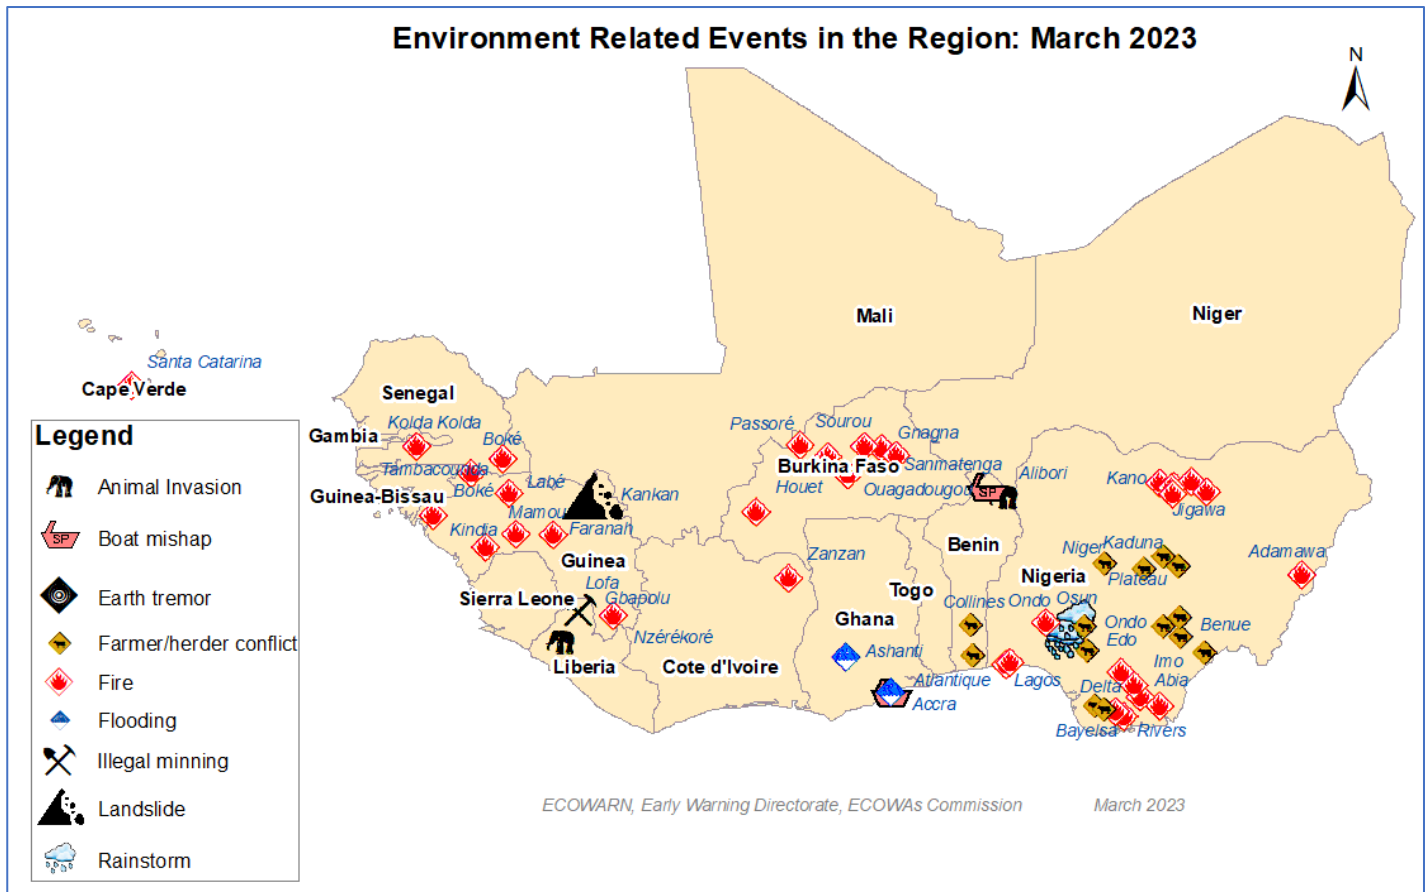 Environment Related Events in the Region: March 2023
N
Mali
Niger
Santa Catarina
Cape Verde
Senegal
Kolda Kolda
Gambia
Boké
Tambacounda
Guinea-Bissau
Boké
Labé
Kankan
Mamou
Kindia
Faranah
Guinea
Lofa
Sierra Leone
Gbapolu
Nzérékoré
Liberia
Cote d'Ivoire
Passoré
Sourou
Ghagna
Burkina Faso
Sanmatenga
Houet
Ouagadougou
SP
Alibori
Zanzan
Benin
Togo
Collines
Ghana
Ashanti
Atlantique
Accra
Kano
Jigawa
Niger
Kaduna
Plateau
Adamawa
Nigeria
Ondo
Osun
Ondo
Edo
Benue
Imo
Abia
Lagos
Delta
Bayelsa
Rivers
Legend
Animal Invasion
SP
Boat mishap
Earth tremor
Farmer/herder conflict
Fire
Flooding
Illegal minning
Landslide
Rainstorm
ECOWARN, Early Warning Directorate, ECOWAs Commission
March 2023